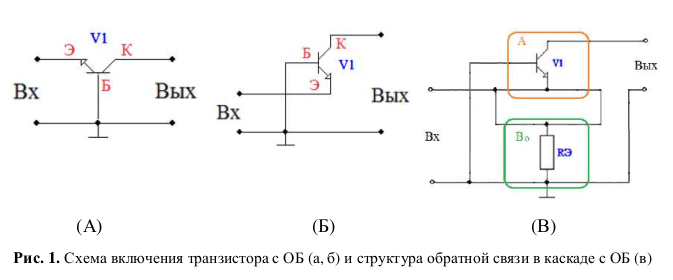 Э V1 К
Б
Вх Вых
Б К
V1
Э
Вх Вых
А
V1
Вых
Вх
B₀
RЭ
(А) (Б) (В)
Рис. 1. Схема включения транзистора с ОБ (а, б) и структура обратной связи в каскаде с ОБ (в)